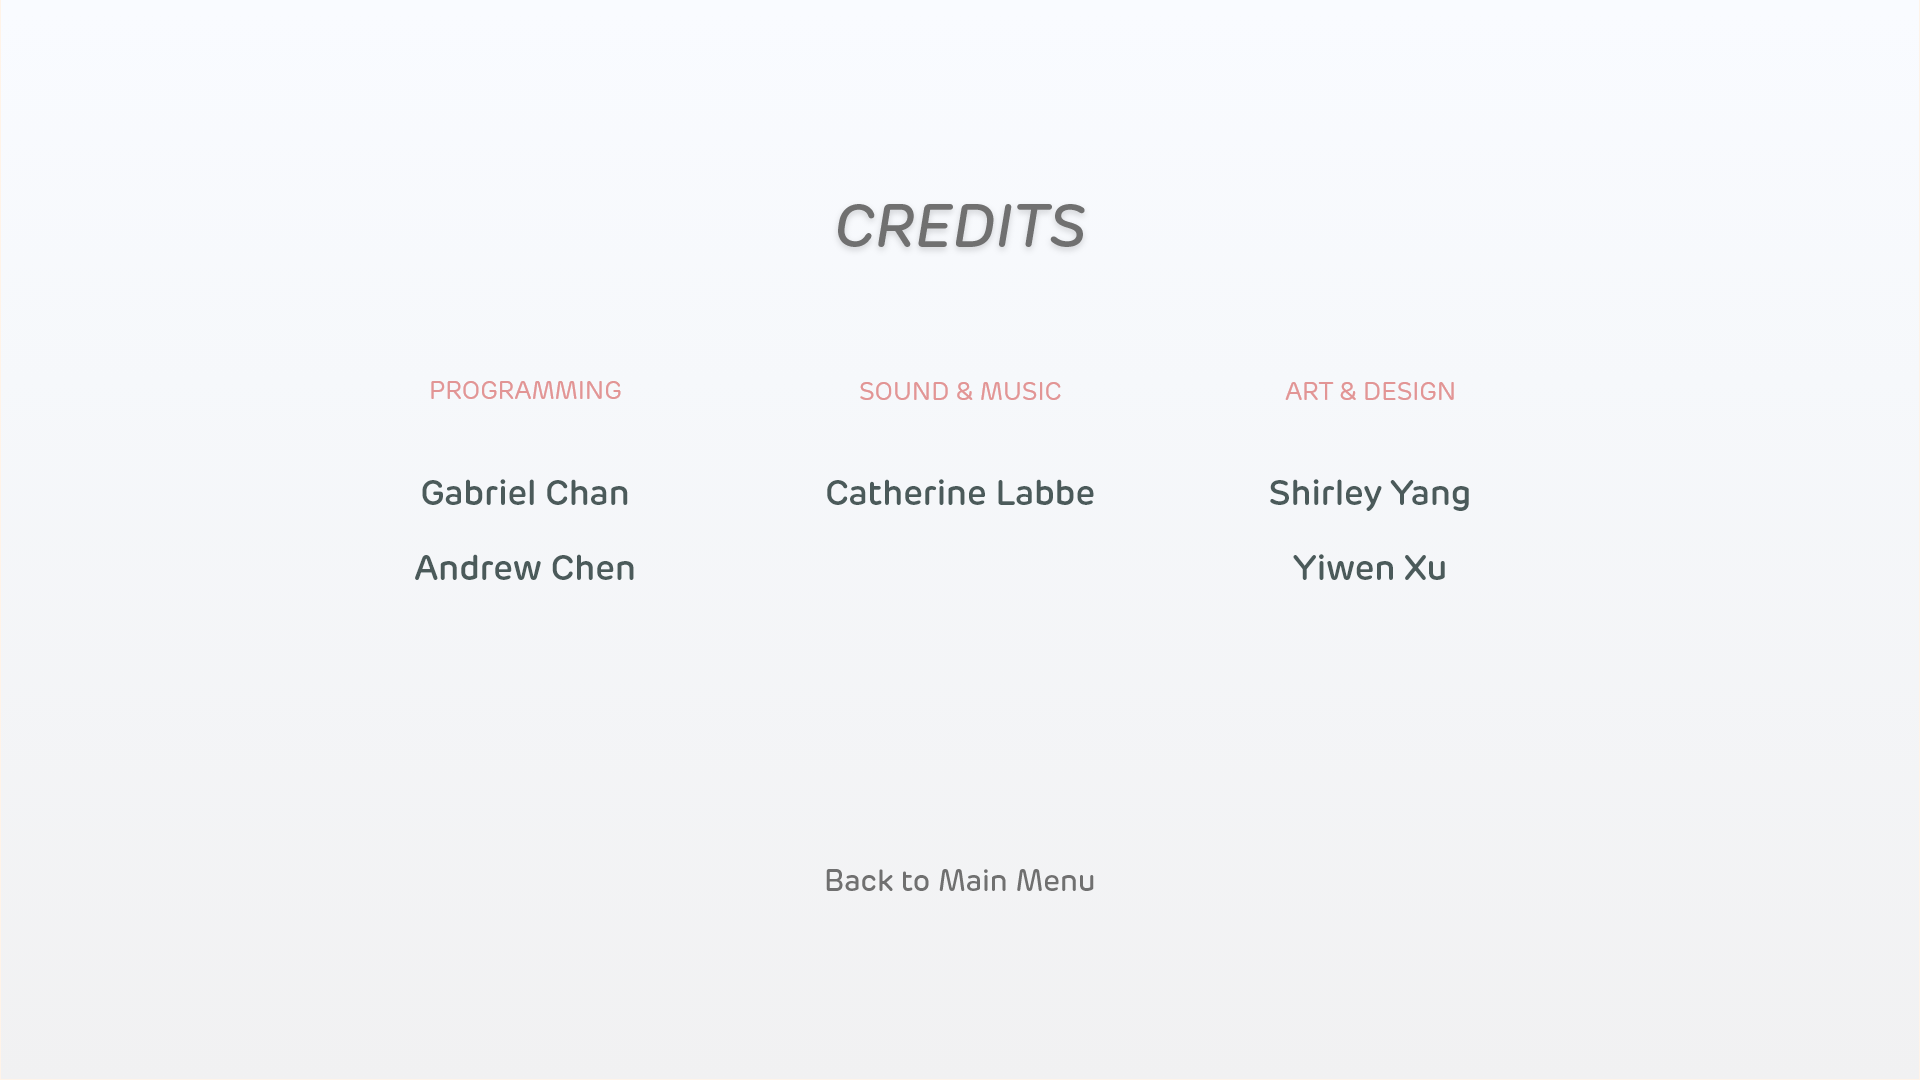 CREDITS
PROGRAMMING
Gabriel Chan
Andrew Chen
SOUND & MUSIC
Catherine Labbe
ART & DESIGN
Shirley Yang
Yiwen Xu
Back to Main Menu